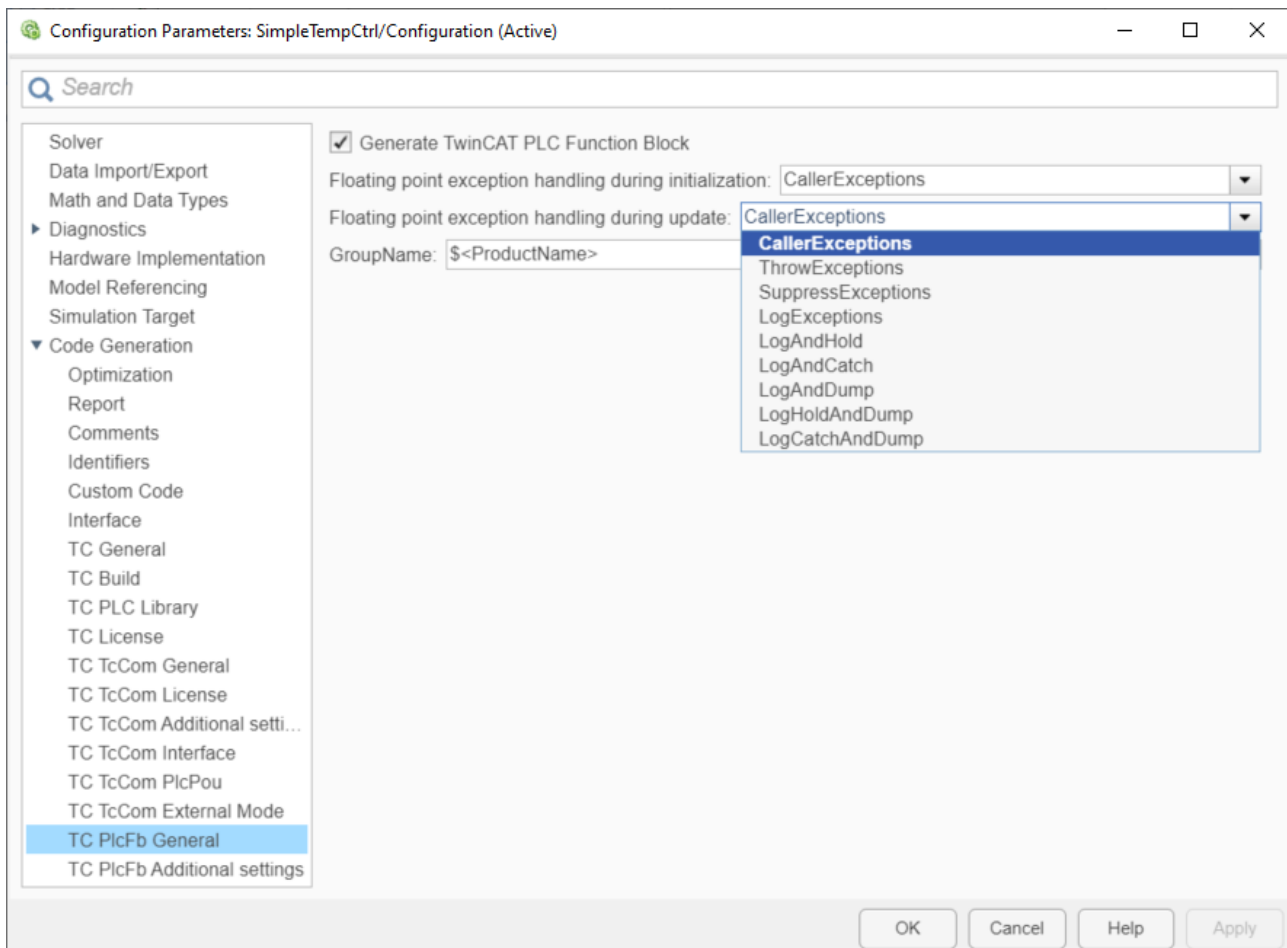 Configuration Parameters: SimpleTempCtrl/Configuration (Active)
Search
Solver
Data Import/Export
Math and Data Types
Diagnostics
Hardware Implementation
Model Referencing
Simulation Target
Code Generation
Optimization
Report
Comments
Identifiers
Custom Code
Interface
TC General
TC Build
TC PLC Library
TC License
TC TcCom General
TC TcCom License
TC TcCom Additional setti...
TC TcCom Interface
TC TcCom PlcPou
TC TcCom External Mode
TC PlcFb General
TC PlcFb Additional settings
Generate TwinCAT PLC Function Block
Floating point exception handling during initialization: CallerExceptions
Floating point exception handling during update: CallerExceptions
GroupName: $<ProductName>
CallerExceptions
ThrowExceptions
SuppressExceptions
LogExceptions
LogAndHold
LogAndCatch
LogAndDump
LogHoldAndDump
LogCatchAndDump
OK Cancel Help Apply